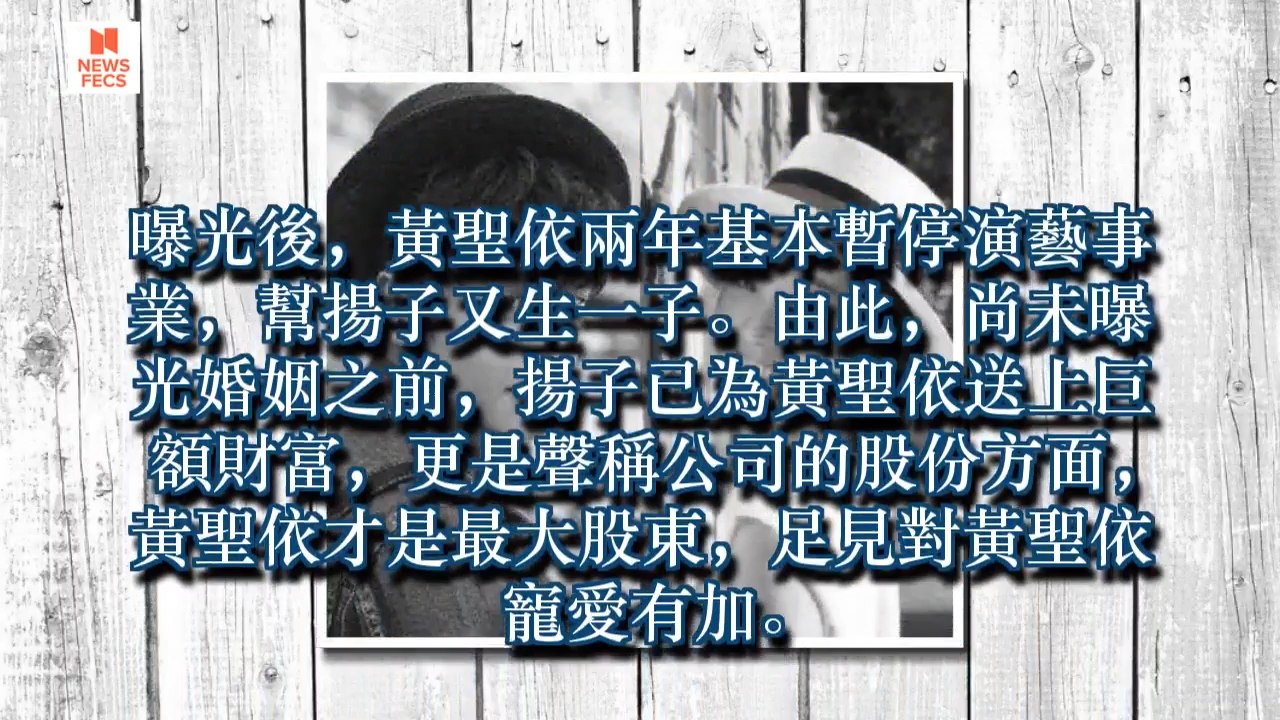 NEWS
FECS
曝光後，黃聖依兩年基本暫停演藝事
業，幫揚子又生一子。由此，尚未曝
光婚姻之前，揚子已為黃聖依送上巨
額財富，更是聲稱公司的股份方面，
黃聖依才是最大股東，足見對黃聖依
寵愛有加。